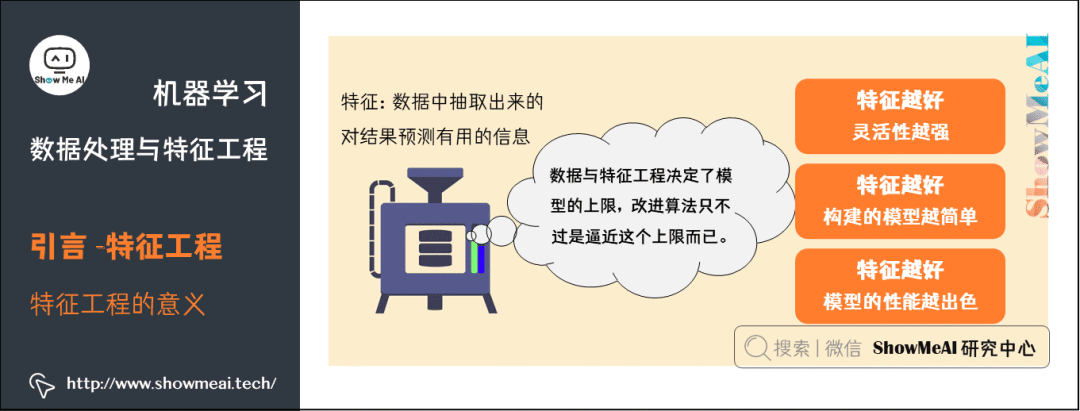 AI
Show Me AI
机器学习
数据处理与特征工程
引言 -特征工程
特征工程的意义
http://www.showmeai.tech/
特征：数据中抽取出来的
对结果预测有用的信息
数据与特征工程决定了模
型的上限，改进算法只不
过是逼近这个上限而已。
特征越好
灵活性越强
特征越好
构建的模型越简单
特征越好
模型的性能越出色
ShowMeAI
搜索 | 微信 ShowMeAI 研究中心